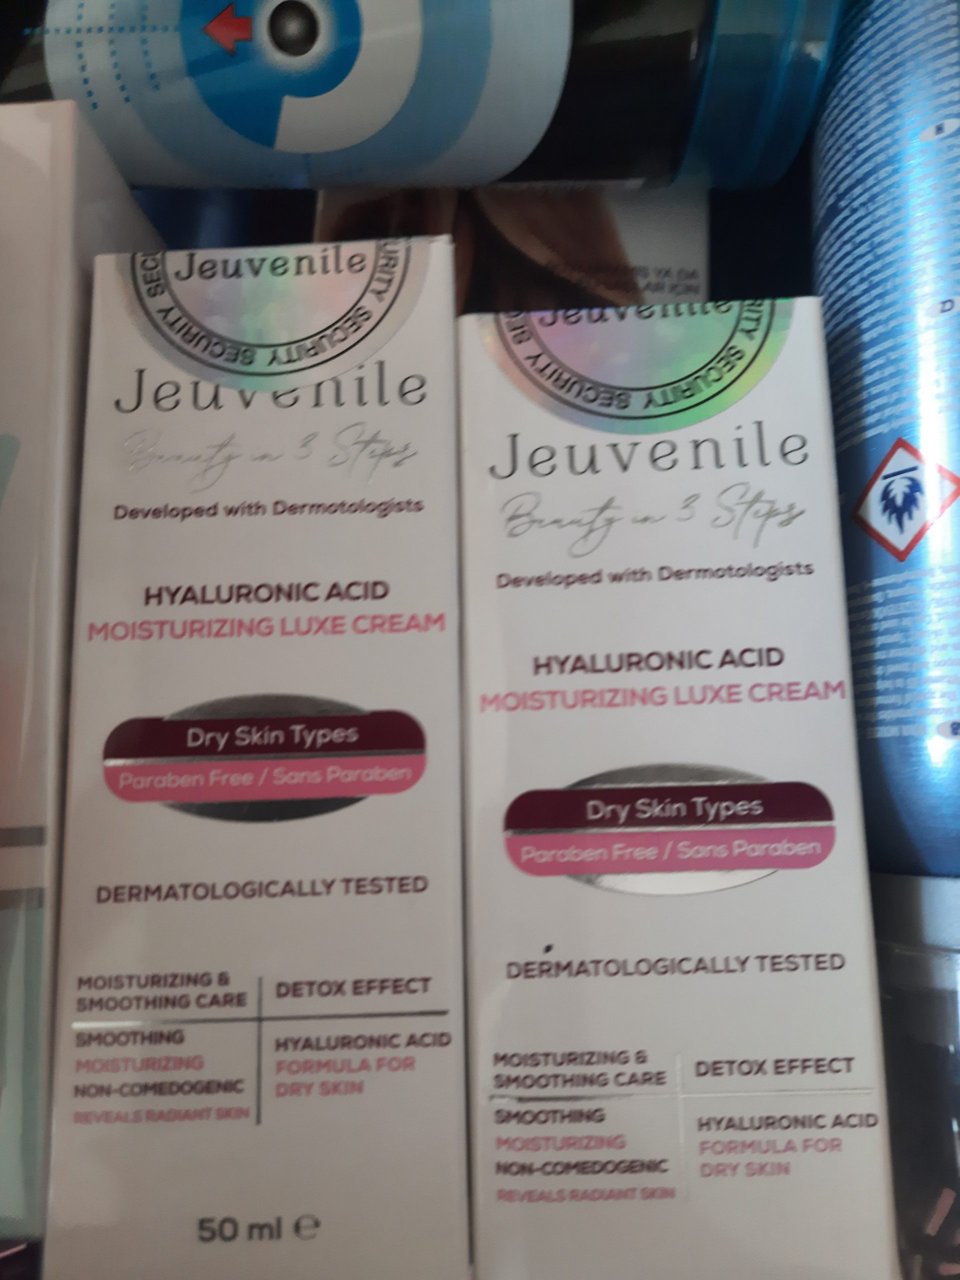 Jeuvenile
SECURITY SECURITY
Jeuvenile
Beauty in 3 Steps
Developed with Dermotologists
HYALURONIC ACID
MOISTURIZING LUXE CREAM
Dry Skin Types
Paraben Free / Sans Paraben
DERMATOLOGICALLY TESTED
MOISTURIZING &
SMOOTHING CARE
DETOX EFFECT
SMOOTHING
MOISTURIZING
NON-COMEDOGENIC
REVEALS RADIANT SKIN
HYALURONIC ACID
FORMULA FOR
DRY SKIN
50 ml ℮
Jeuvenile
SECURITY SECURITY
Jeuvenile
Beauty in 3 Steps
Developed with Dermotologists
HYALURONIC ACID
MOISTURIZING LUXE CREAM
Dry Skin Types
Paraben Free / Sans Paraben
DERMATOLOGICALLY TESTED
MOISTURIZING &
SMOOTHING CARE
DETOX EFFECT
SMOOTHING
MOISTURIZING
NON-COMEDOGENIC
REVEALS RADIANT SKIN
HYALURONIC ACID
FORMULA FOR
DRY SKIN